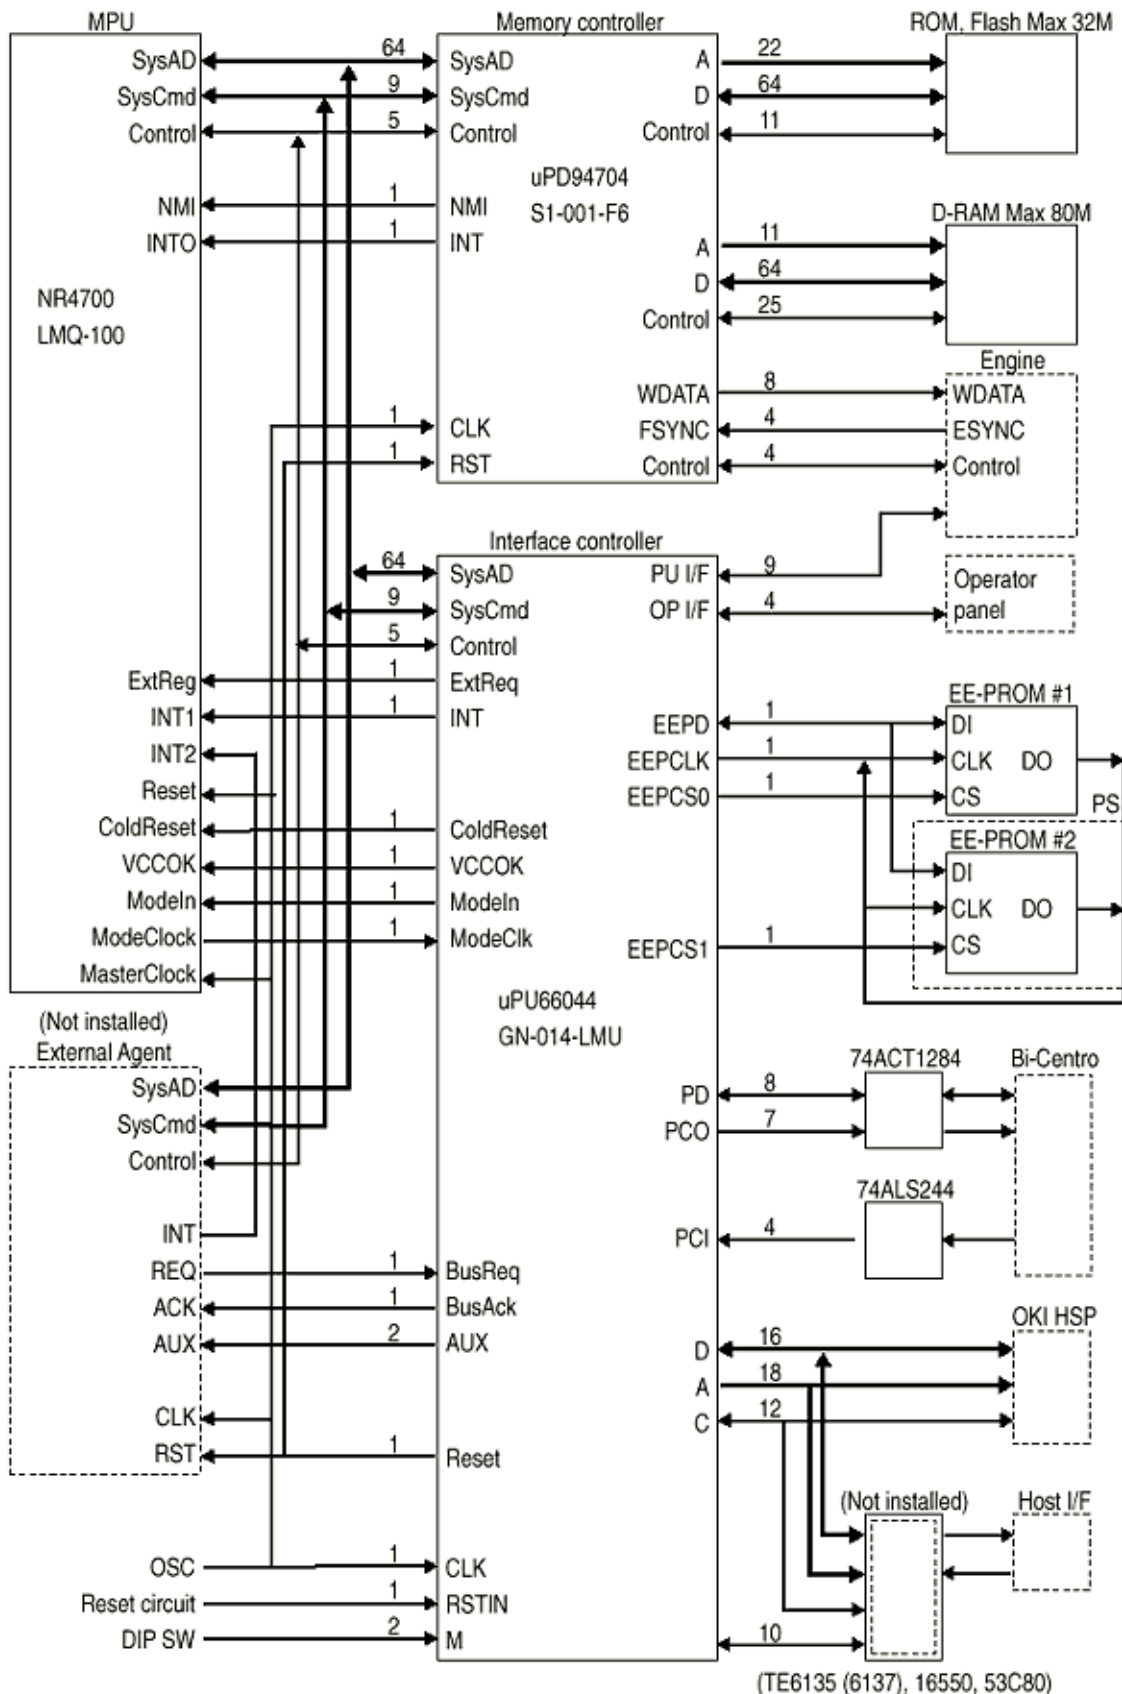 MPU
Memory controller
ROM, Flash Max 32M
SysAD 64 SysAD A 22
SysCmd 9 SysCmd D 64
Control 5 Control Control 11
uPD94704
S1-001-F6
NMI 1 NMI
INTO 1 INT
D-RAM Max 80M
A 11
D 64
Control 25
NR4700
LMQ-100
Engine
WDATA 8 WDATA
1 CLK FSYNC 4 ESYNC
1 RST Control 4 Control
Interface controller
64 SysAD PU I/F 9
9 SysCmd OP I/F 4
Operator
panel
5 Control
ExtReg 1 ExtReq
INT1 1 INT
INT2
Reset
EE-PROM #1
EEPD 1 DI
EEPCLK 1 CLK DO
EEPCS0 1 CS
PS
ColdReset 1 ColdReset
VCCOK 1 VCCOK
ModeIn 1 ModeIn
ModeClock 1 ModeClk
MasterClock
EE-PROM #2
DI
CLK DO
EEPCS1 1 CS
uPU66044
GN-014-LMU
(Not installed)
External Agent
SysAD
SysCmd
Control
INT
74ACT1284
Bi-Centro
PD 8
PCO 7
74ALS244
PCI 4
REQ 1 BusReq
ACK 1 BusAck
AUX 2 AUX
OKI HSP
D 16
A 18
C 12
CLK
RST 1 Reset
(Not installed)
Host I/F
OSC 1 CLK
Reset circuit 1 RSTIN
DIP SW 2 M
10
(TE6135 (6137), 16550, 53C80)